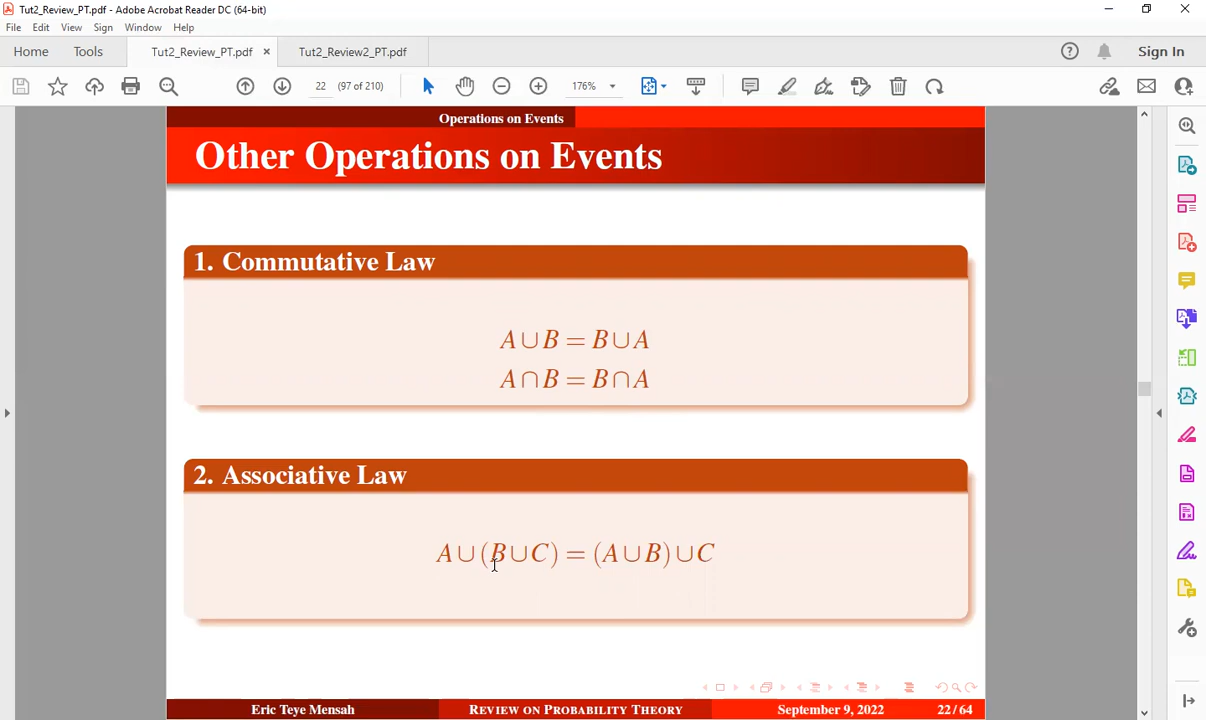 Tut2_Review_PT.pdf - Adobe Acrobat Reader DC (64-bit)
File Edit View Sign Window Help
Home Tools Tut2_Review_PT.pdf × Tut2_Review2_PT.pdf Sign In
22 (97 of 210) 176%
Operations on Events
Other Operations on Events
1. Commutative Law
A ∪ B = B ∪ A
A ∩ B = B ∩ A
2. Associative Law
A ∪ (B ∪ C) = (A ∪ B) ∪ C
Eric Teye Mensah REVIEW ON PROBABILITY THEORY September 9, 2022 22/64